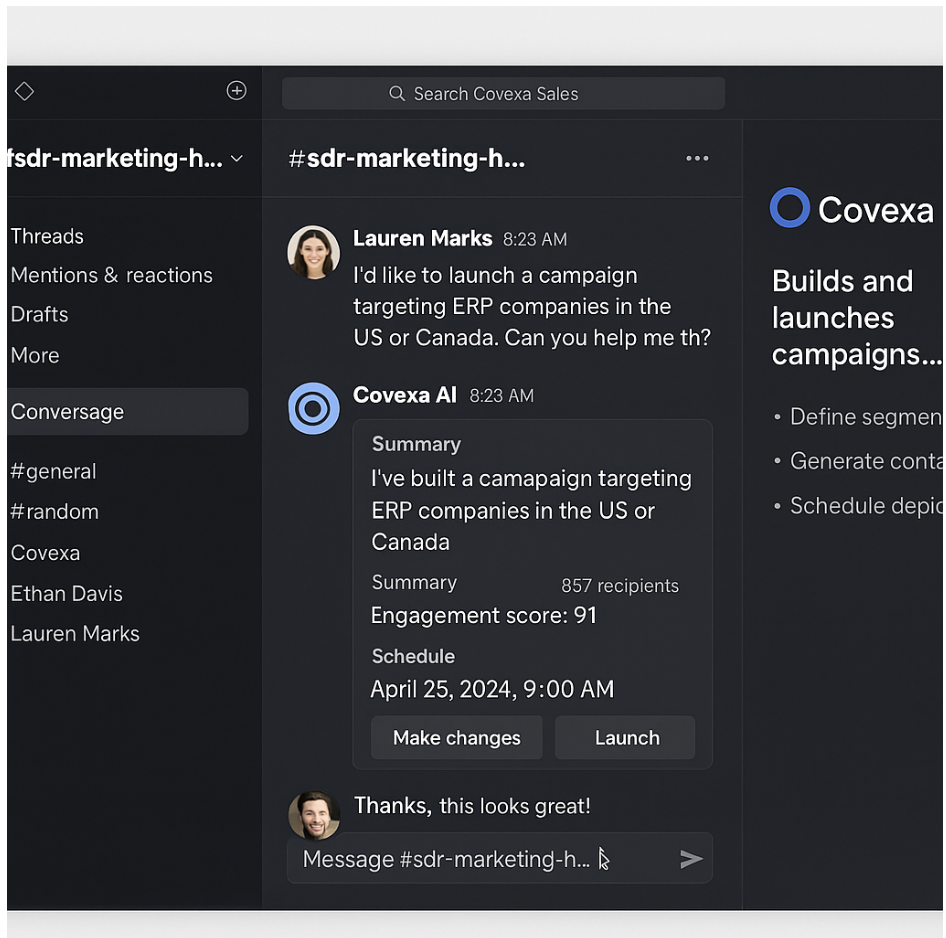 fsdr-marketing-h...
Threads
Mentions & reactions
Drafts
More
Conversage
#general
#random
Covexa
Ethan Davis
Lauren Marks
Search Covexa Sales
#sdr-marketing-h...
Lauren Marks 8:23 AM
I'd like to launch a campaign
targeting ERP companies in the
US or Canada. Can you help me th?
Covexa AI 8:23 AM
Summary
I've built a camapaign targeting
ERP companies in the US or
Canada
Summary 857 recipients
Engagement score: 91
Schedule
April 25, 2024, 9:00 AM
Make changes Launch
Thanks, this looks great!
Message #sdr-marketing-h...
Covexa
Builds and
launches
campaigns...
• Define segmen
• Generate conta
• Schedule depic